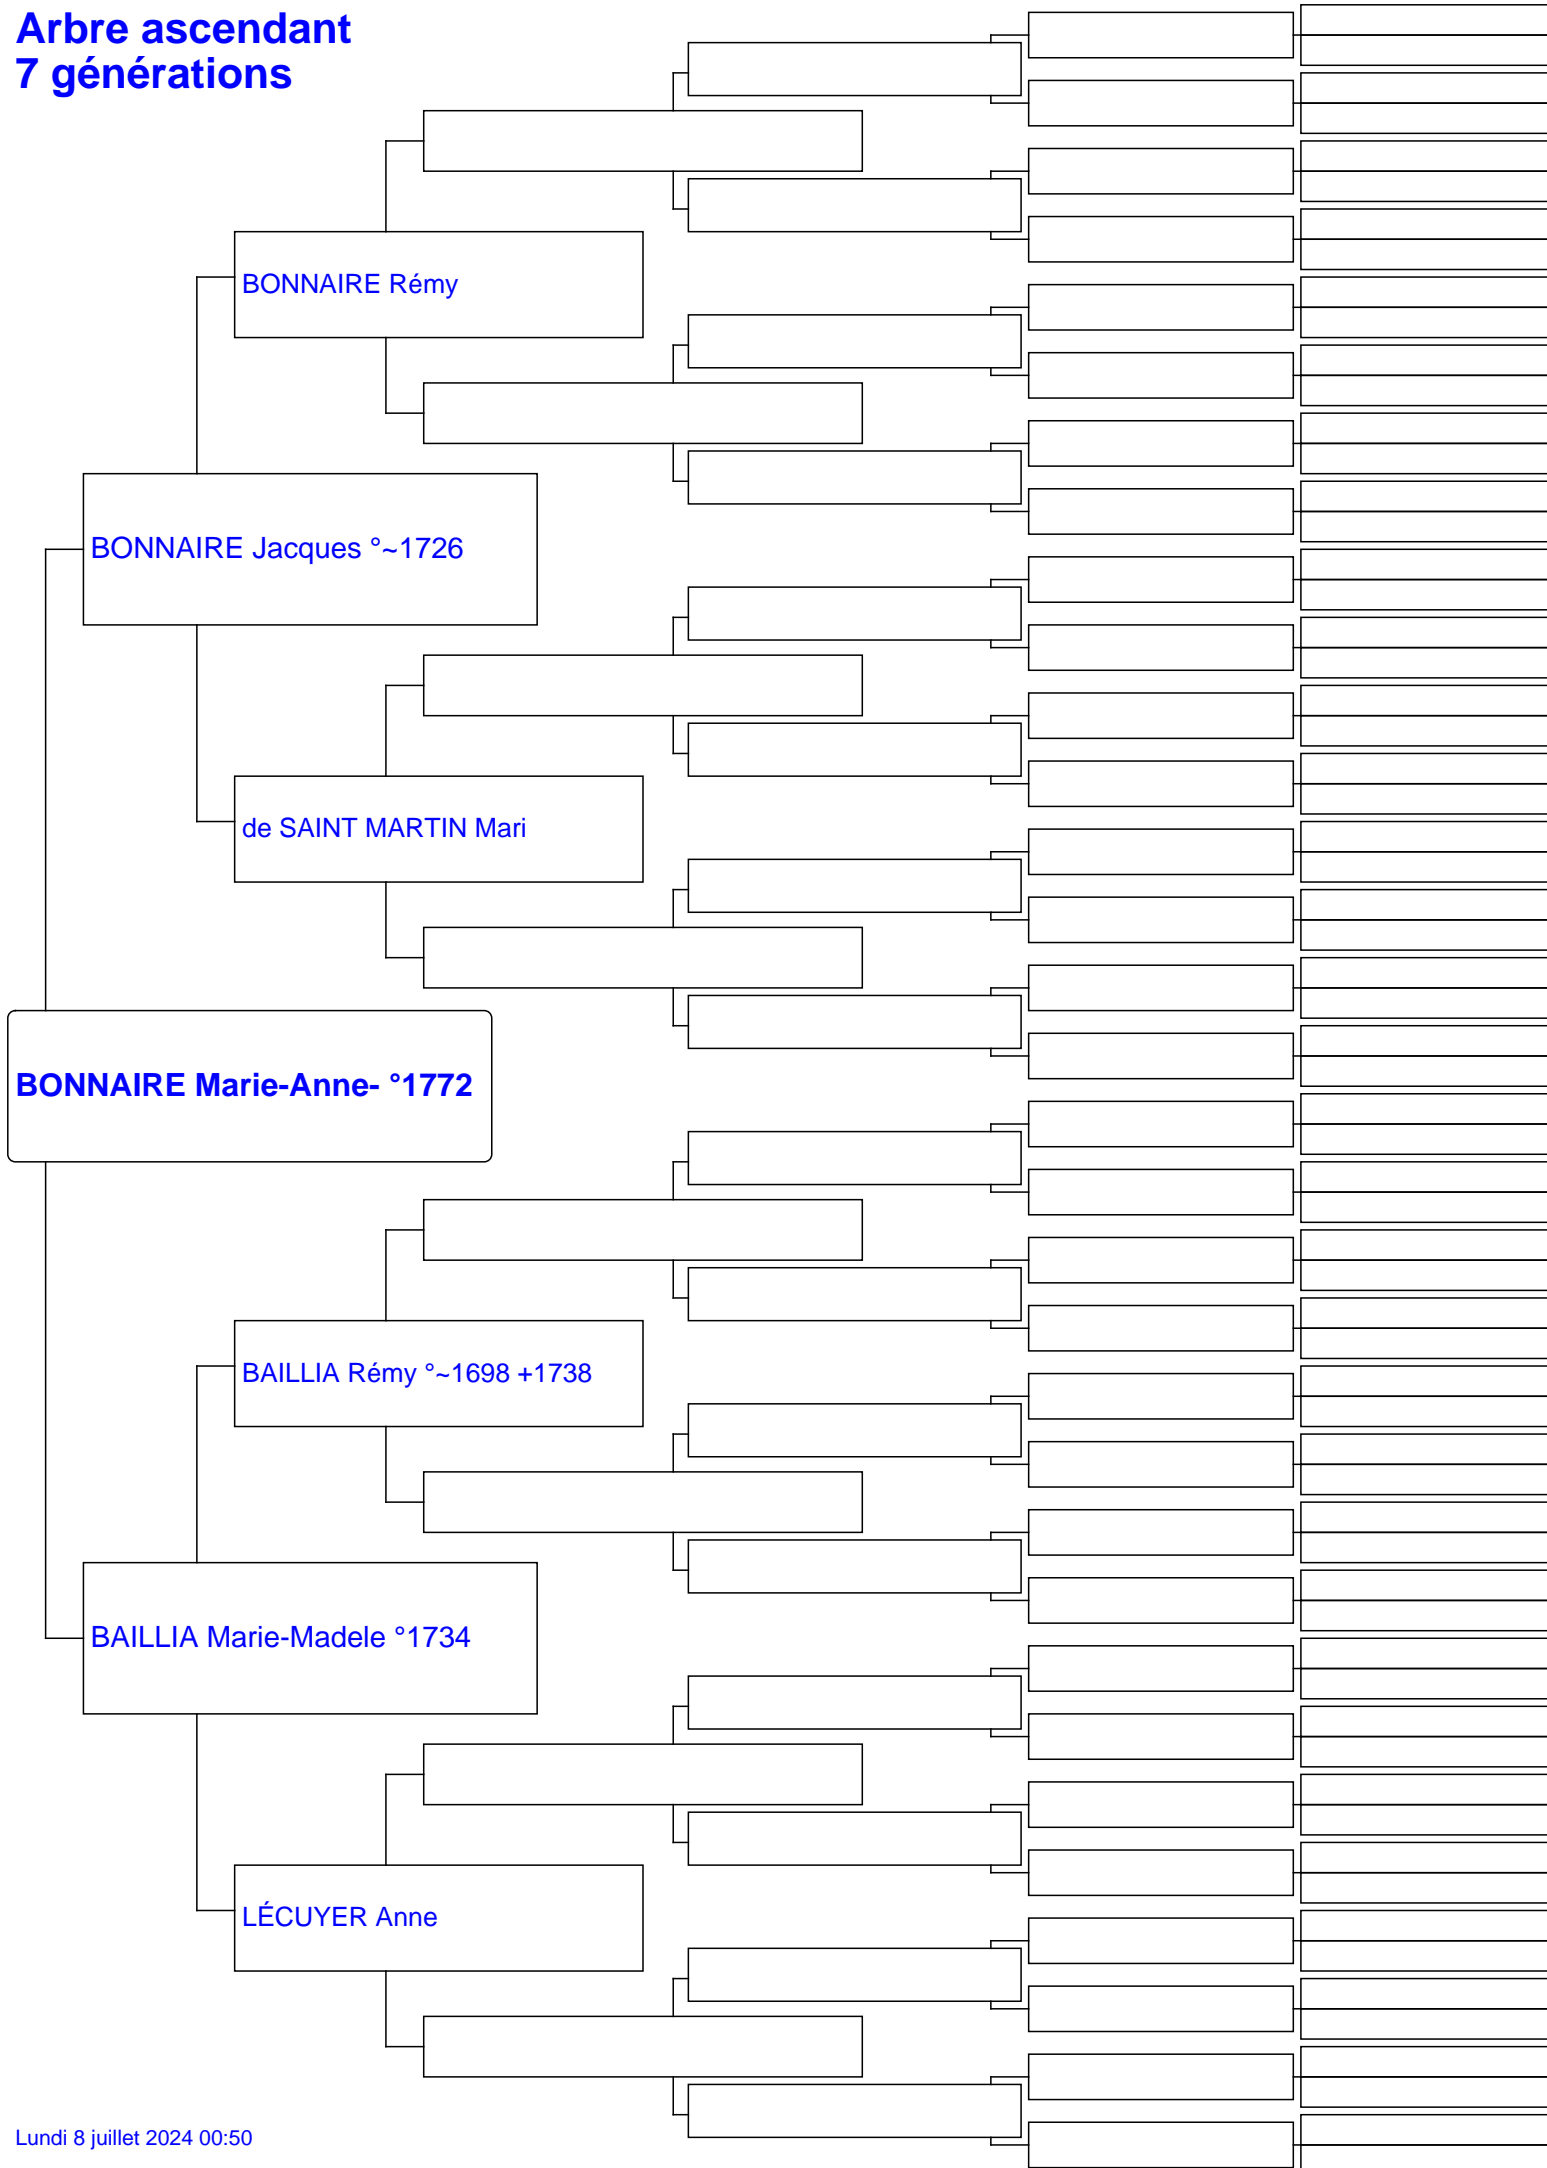 Arbre ascendant
7 générations
BONNAIRE Rémy
BONNAIRE Jacques °~1726
de SAINT MARTIN Mari
BONNAIRE Marie-Anne- °1772
BAILLIA Rémy °~1698 +1738
BAILLIA Marie-Madele °1734
LÉCUYER Anne
Lundi 8 juillet 2024 00:50